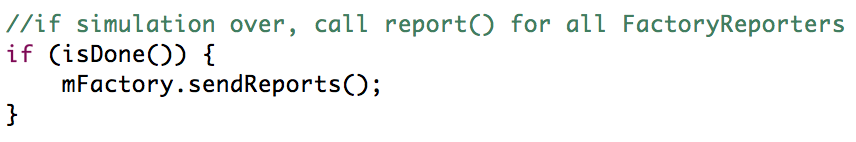 //if simulation over, call report() for all FactoryReporters
if (isDone()) {
    mFactory.sendReports();
}